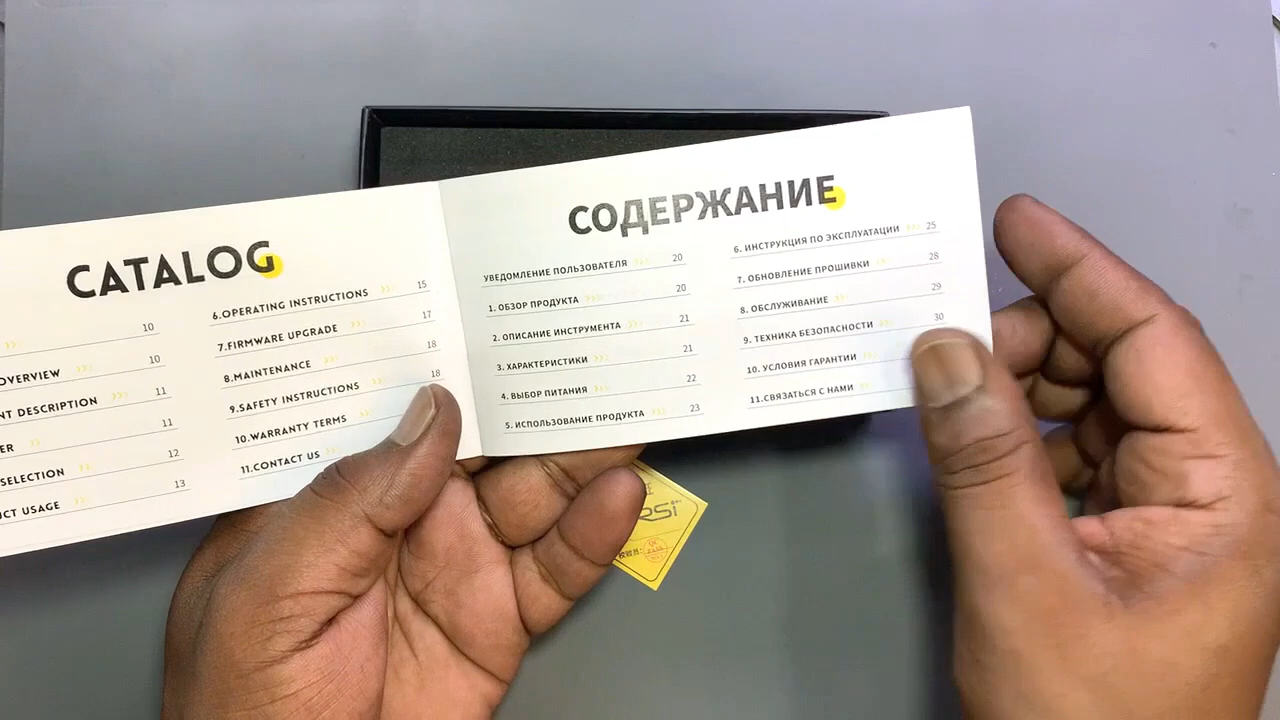 CATALOG
10
OVERVIEW 10
NT DESCRIPTION 11
ER 11
SELECTION 12
UCT USAGE 13
6.OPERATING INSTRUCTIONS 15
7.FIRMWARE UPGRADE 17
8.MAINTENANCE 18
9.SAFETY INSTRUCTIONS 18
10.WARRANTY TERMS
11.CONTACT US
СОДЕРЖАНИЕ
УВЕДОМЛЕНИЕ ПОЛЬЗОВАТЕЛЯ 20
1. ОБЗОР ПРОДУКТА 20
2. ОПИСАНИЕ ИНСТРУМЕНТА 21
3. ХАРАКТЕРИСТИКИ 21
4. ВЫБОР ПИТАНИЯ 22
5. ИСПОЛЬЗОВАНИЕ ПРОДУКТА 23
6. ИНСТРУКЦИЯ ПО ЭКСПЛУАТАЦИИ 25
7. ОБНОВЛЕНИЕ ПРОШИВКИ 28
8. ОБСЛУЖИВАНИЕ 29
9. ТЕХНИКА БЕЗОПАСНОСТИ 30
10. УСЛОВИЯ ГАРАНТИИ
11.СВЯЗАТЬСЯ С НАМИ
RSi